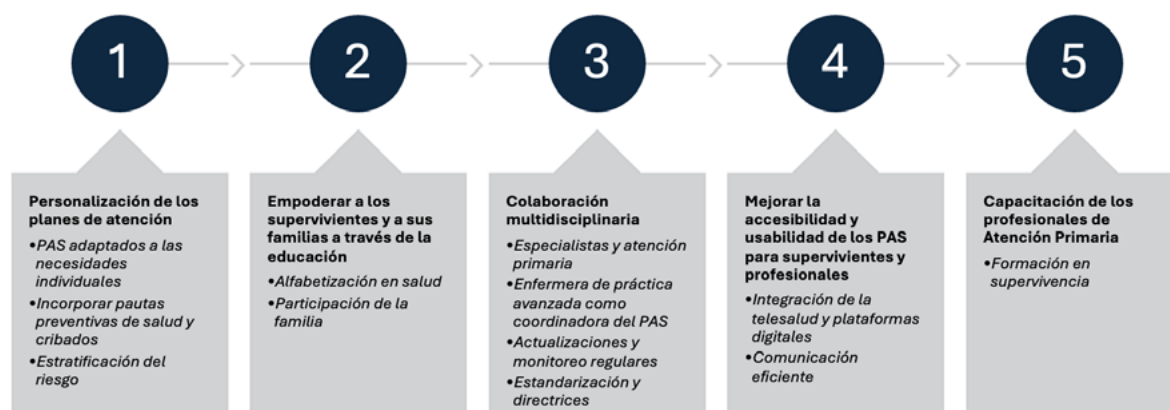 1
2
3
4
5
Personalización de los
planes de atención
•PAS adaptados a las
necesidades
individuales
•Incorporar pautas
preventivas de salud y
cribados
•Estratificación del
riesgo
Empoderar a los
supervivientes y a sus
familias a través de la
educación
•Alfabetización en salud
•Participación de la
familia
Colaboración
multidisciplinaria
•Especialistas y atención
primaria
•Enfermera de práctica
avanzada como
coordinadora del PAS
•Actualizaciones y
monitoreo regulares
•Estandarización y
directrices
Mejorar la
accesibilidad y
usabilidad de los PAS
para supervivientes y
profesionales
•Integración de la
telesalud y plataformas
digitales
•Comunicación
eficiente
Capacitación de los
profesionales de
Atención Primaria
•Formación en
supervivencia